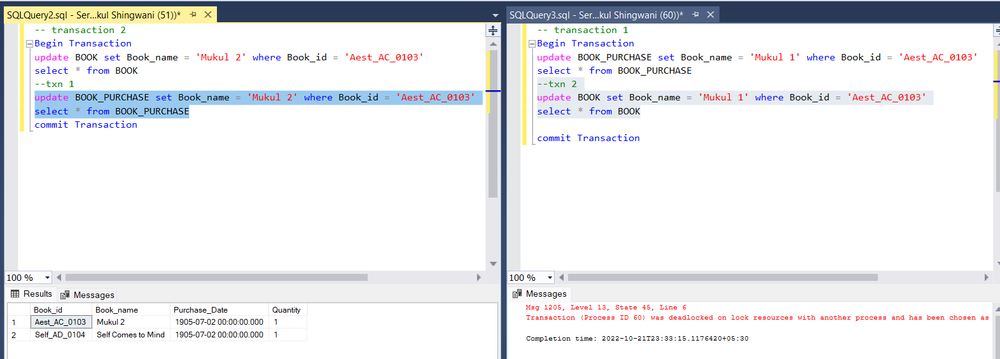 SQLQuery2.sql - Ser...kul Shingwani (51))*
-- transaction 2
Begin Transaction
update BOOK set Book_name = 'Mukul 2' where Book_id = 'Aest_AC_0103'
select * from BOOK
--txn 1
update BOOK_PURCHASE set Book_name = 'Mukul 2' where Book_id = 'Aest_AC_0103'
select * from BOOK_PURCHASE
commit Transaction
100 %
Results Messages
Book_id Book_name Purchase_Date Quantity
1 Aest_AC_0103 Mukul 2 1905-07-02 00:00:00.000 1
2 Self_AD_0104 Self Comes to Mind 1905-07-02 00:00:00.000 1
SQLQuery3.sql - Ser...kul Shingwani (60))*
-- transaction 1
Begin Transaction
update BOOK_PURCHASE set Book_name = 'Mukul 1' where Book_id = 'Aest_AC_0103'
select * from BOOK_PURCHASE
--txn 2
update BOOK set Book_name = 'Mukul 1' where Book_id = 'Aest_AC_0103'
select * from BOOK
commit Transaction
100 %
Messages
Msg 1205, Level 13, State 45, Line 6
Transaction (Process ID 60) was deadlocked on lock resources with another process and has been chosen as
Completion time: 2022-10-21T23:33:15.1176420+05:30